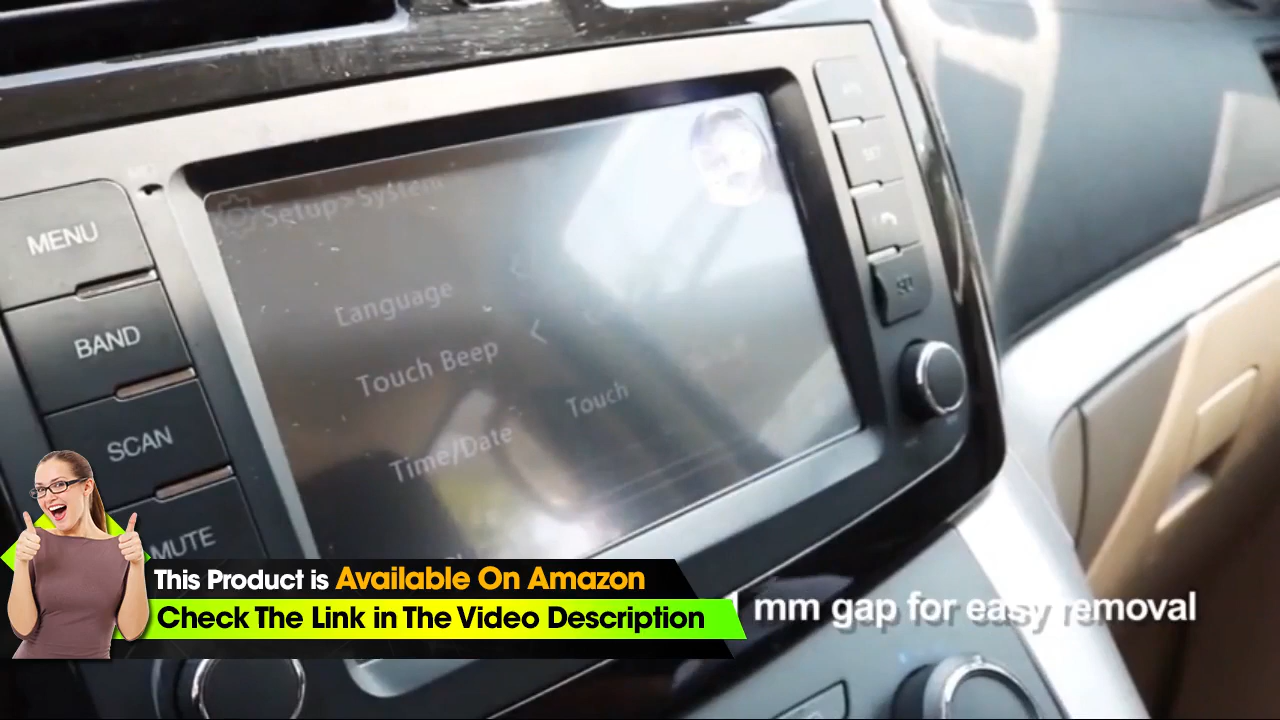 Setup>System
MENU
Language
BAND
Touch Beep
Touch
SCAN
Time/Date
MUTE
This Product is Available On Amazon
Check The Link in The Video Description
mm gap for easy removal